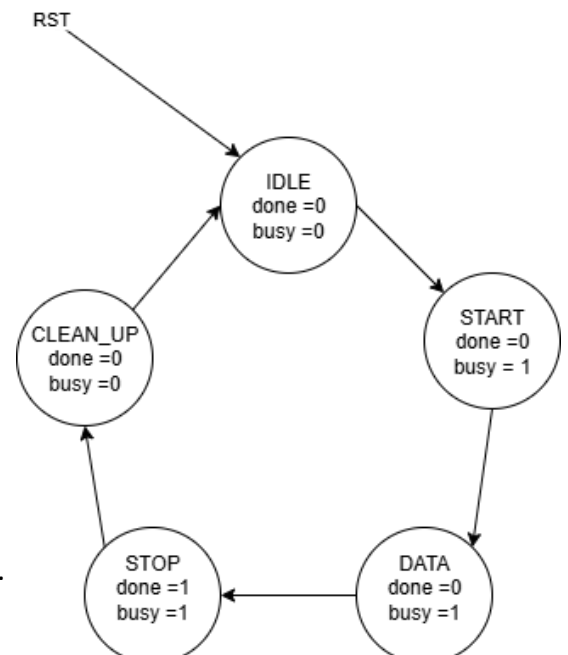 RST
IDLE
done =0
busy =0
START
done =0
busy = 1
CLEAN_UP
done =0
busy =0
STOP
done =1
busy =1
DATA
done =0
busy =1
.